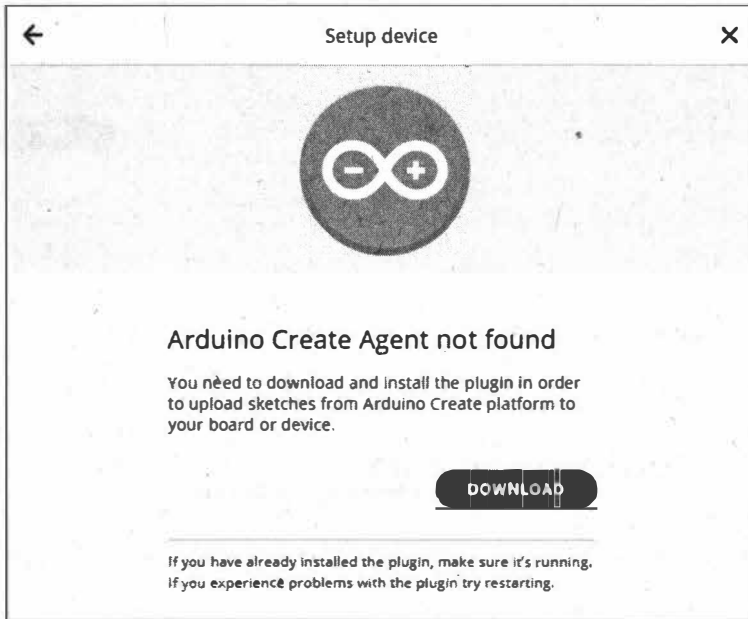 Setup device
Arduino Create Agent not found
You need to download and install the plugin in order
to upload sketches from Arduino Create platform to
your board or device.
DOWNLOAD
If you have already installed the plugin, make sure it's running.
If you experience problems with the plugin try restarting.